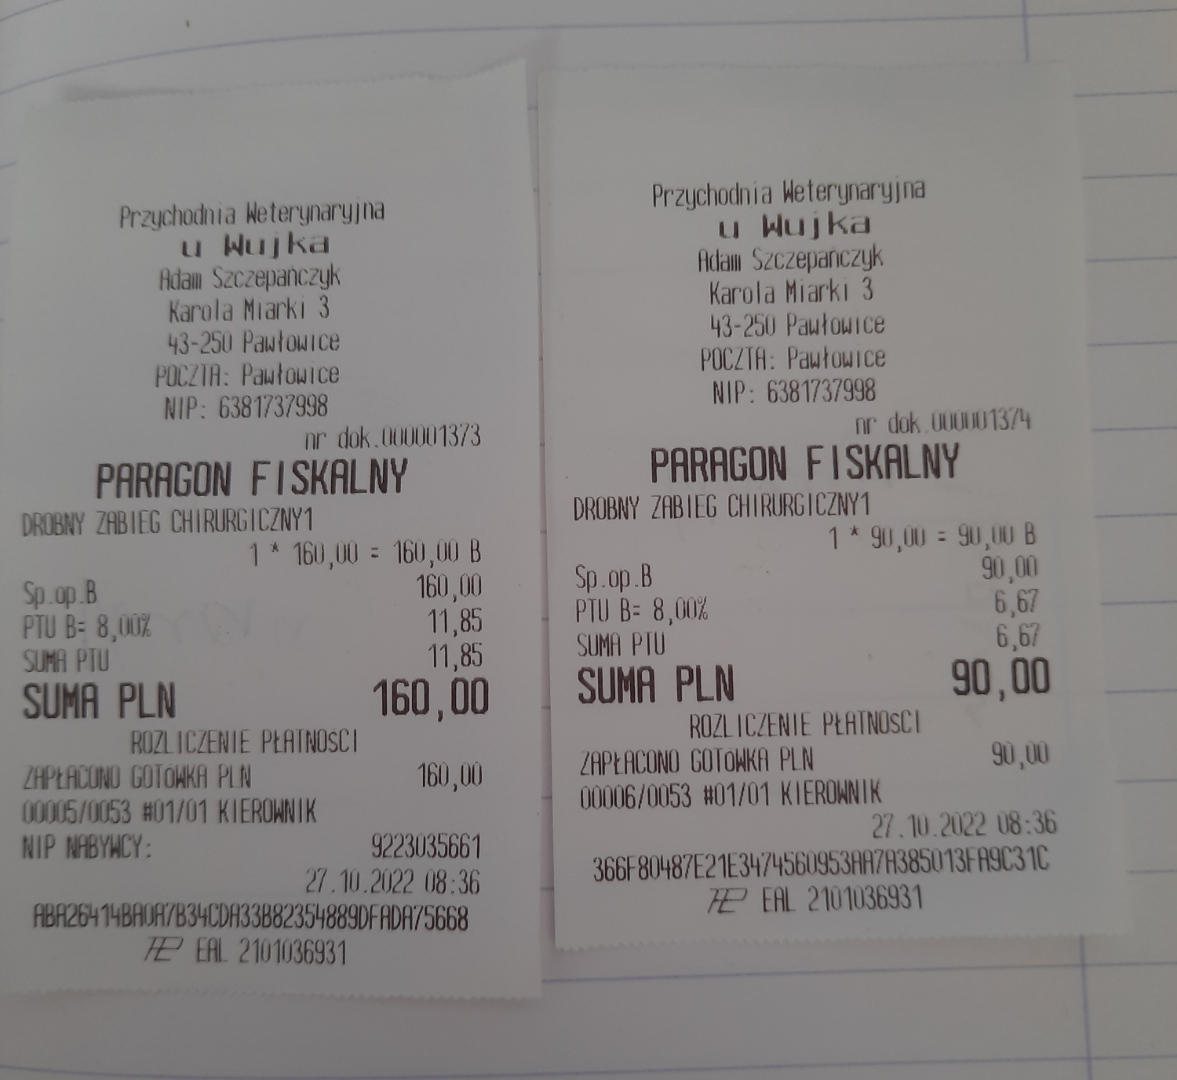 Przychodnia Weterynaryjna
u Wujka
Adam Szczepańczyk
Karola Miarki 3
43-250 Pawłowice
POCZTA: Pawłowice
NIP: 6381737998
nr dok.000001373
PARAGON FISKALNY
DROBNY ZABIEG CHIRURGICZNY1
1 * 160,00 = 160,00 B
Sp.op.B 160,00
PTU B= 8,00% 11,85
SUMA PTU 11,85
SUMA PLN 160,00
ROZLICZENIE PŁATNOŚCI
ZAPŁACONO GOTÓWKA PLN 160,00
00005/0053 #01/01 KIEROWNIK
NIP NABYWCY: 9223035661
27.10.2022 08:36
ABA26414BA0A7B34CDA33B82354889DFADA75668
EAL 2101036931
Przychodnia Weterynaryjna
u Wujka
Adam Szczepańczyk
Karola Miarki 3
43-250 Pawłowice
POCZTA: Pawłowice
NIP: 6381737998
nr dok.000001374
PARAGON FISKALNY
DROBNY ZABIEG CHIRURGICZNY1
1 * 90,00 = 90,00 B
Sp.op.B 90,00
PTU B= 8,00% 6,67
SUMA PTU 6,67
SUMA PLN 90,00
ROZLICZENIE PŁATNOŚCI
ZAPŁACONO GOTÓWKA PLN 90,00
00006/0053 #01/01 KIEROWNIK
27.10.2022 08:36
366F80487E21E3474560953AA7A385013FA9C31C
EAL 2101036931